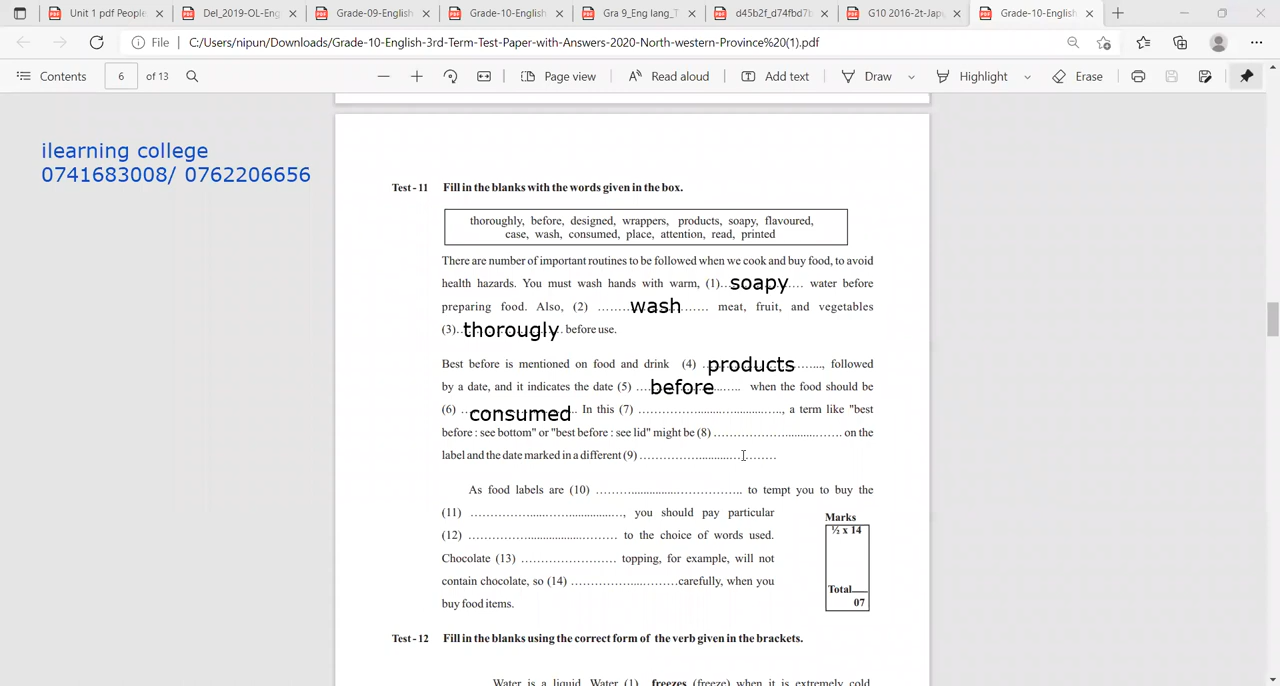 Unit 1 pdf People
Del_2019-OL-Eng
Grade-09-English
Grade-10-English
Gra 9_Eng lang_T
d45b2f_d74fbd7b
G10 2016-2t-Jap
Grade-10-English
File C:/Users/nipun/Downloads/Grade-10-English-3rd-Term-Test-Paper-with-Answers-2020-North-western-Province%20(1).pdf
Contents 6 of 13 Page view Read aloud Add text Draw Highlight Erase
ilearning college
0741683008/ 0762206656
Test - 11 Fill in the blanks with the words given in the box.
thoroughly, before, designed, wrappers, products, soapy, flavoured,
case, wash, consumed, place, attention, read, printed
There are number of important routines to be followed when we cook and buy food, to avoid
health hazards. You must wash hands with warm, (1)... soapy .... water before
preparing food. Also, (2) ....... wash ....... meat, fruit, and vegetables
(3)... thorougly ... before use.
Best before is mentioned on food and drink (4) ... products ......, followed
by a date, and it indicates the date (5) .... before ...... when the food should be
(6) ... consumed .. In this (7) ................................., a term like "best
before : see bottom" or "best before : see lid" might be (8) ............................... on the
label and the date marked in a different (9) ...............................
As food labels are (10) ................................. to tempt you to buy the
(11) ................................., you should pay particular Marks
(12) ................................. to the choice of words used. ½ x 14
Chocolate (13) ........................ topping, for example, will not
contain chocolate, so (14) ...........................carefully, when you Total
buy food items. 07
Test - 12 Fill in the blanks using the correct form of the verb given in the brackets.
Water is a liquid. Water (1) freezes (freeze) when it is extremely cold